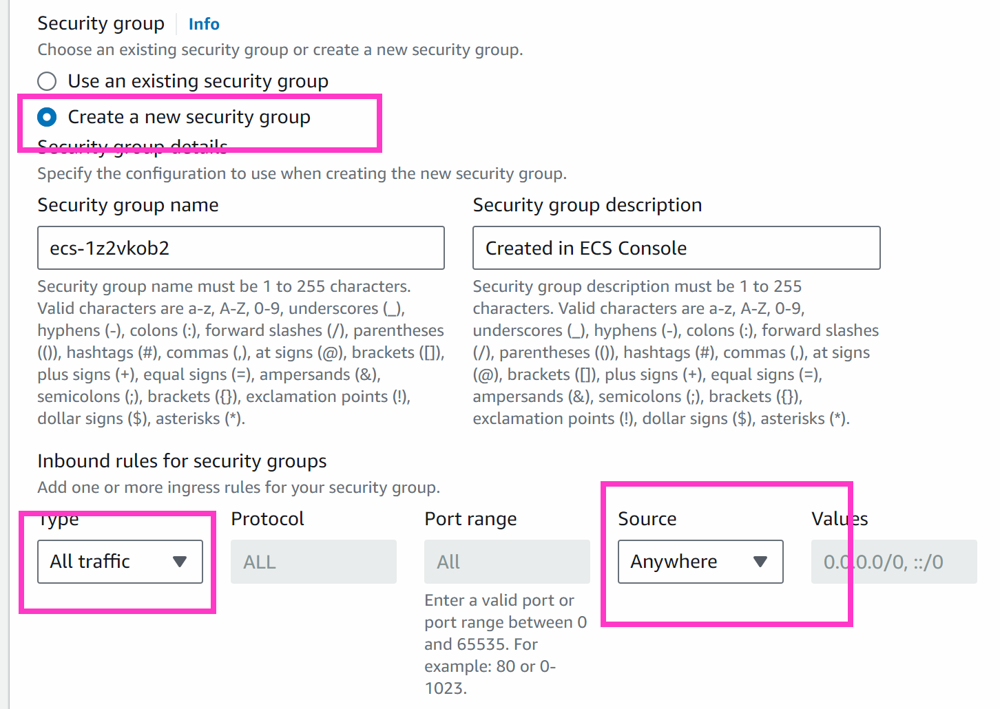 Security group Info
Choose an existing security group or create a new security group.
Use an existing security group
Create a new security group
Security group details
Specify the configuration to use when creating the new security group.
Security group name
Security group description
ecs-1z2vkob2
Created in ECS Console
Security group name must be 1 to 255 characters.
Valid characters are a-z, A-Z, 0-9, underscores (_),
hyphens (-), colons (:), forward slashes (/), parentheses
(()), hashtags (#), commas (,), at signs (@), brackets ([]),
plus signs (+), equal signs (=), ampersands (&),
semicolons (;), brackets ({}), exclamation points (!),
dollar signs ($), asterisks (*).
Security group description must be 1 to 255
characters. Valid characters are a-z, A-Z, 0-9,
underscores (_), hyphens (-), colons (:), forward slashes
(/), parentheses (()), hashtags (#), commas (,), at signs
(@), brackets ([]), plus signs (+), equal signs (=),
ampersands (&), semicolons (;), brackets ({}),
exclamation points (!), dollar signs ($), asterisks (*).
Inbound rules for security groups
Add one or more ingress rules for your security group.
Type Protocol Port range Source Values
All traffic ALL All Anywhere 0.0.0.0/0, ::/0
Enter a valid port or
port range between 0
and 65535. For
example: 80 or 0-
1023.